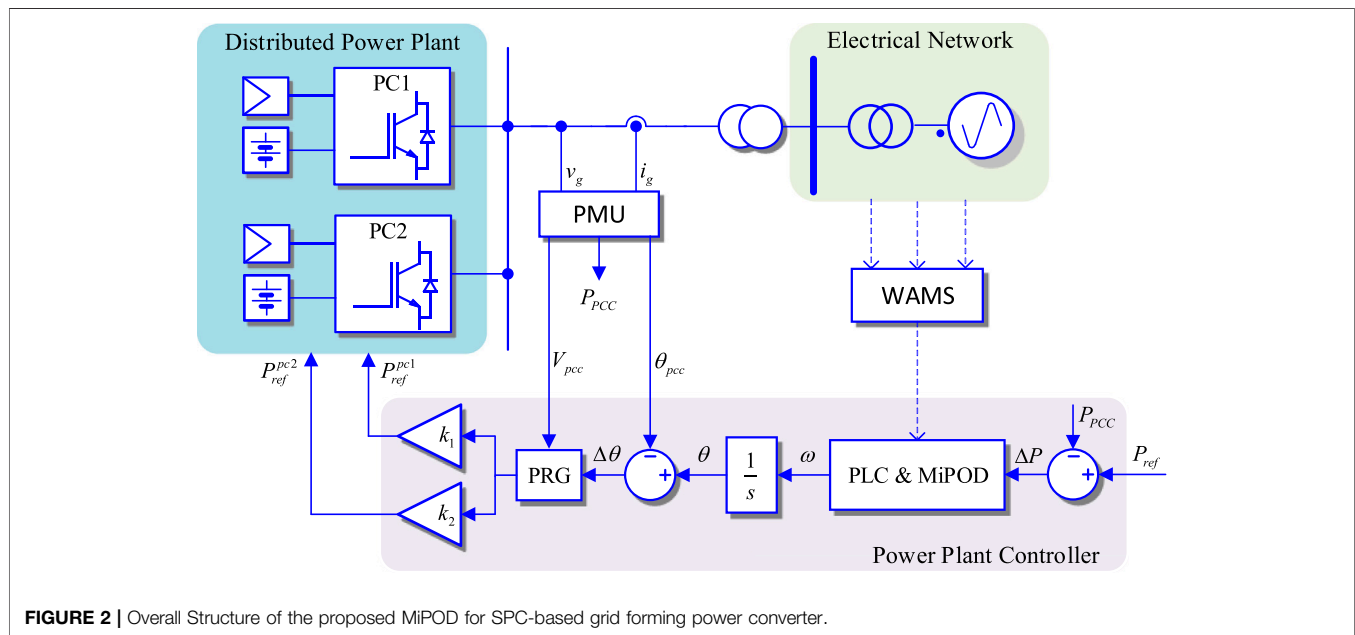 Distributed Power Plant
Electrical Network
PC1
PC2
v_g
i_g
PMU
P_PCC
WAMS
P_ref^pc2
P_ref^pc1
V_pcc
θ_pcc
P_PCC
k_1
k_2
PRG
Δθ
−
+
θ
1
s
ω
PLC & MiPOD
ΔP
−
+
P_ref
Power Plant Controller
FIGURE 2 | Overall Structure of the proposed MiPOD for SPC-based grid forming power converter.